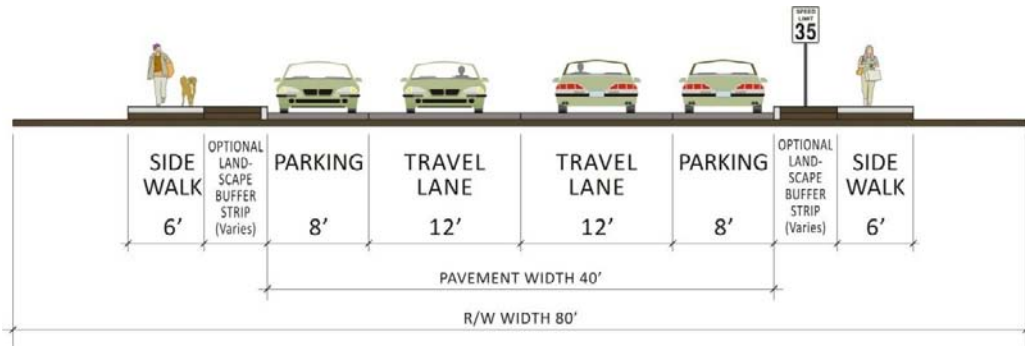 SPEED
LIMIT
35
SIDE
WALK
6’
OPTIONAL
LAND-
SCAPE
BUFFER
STRIP
(Varies)
PARKING
8’
TRAVEL
LANE
12’
TRAVEL
LANE
12’
PARKING
8’
OPTIONAL
LAND-
SCAPE
BUFFER
STRIP
(Varies)
SIDE
WALK
6’
PAVEMENT WIDTH 40’
R/W WIDTH 80’